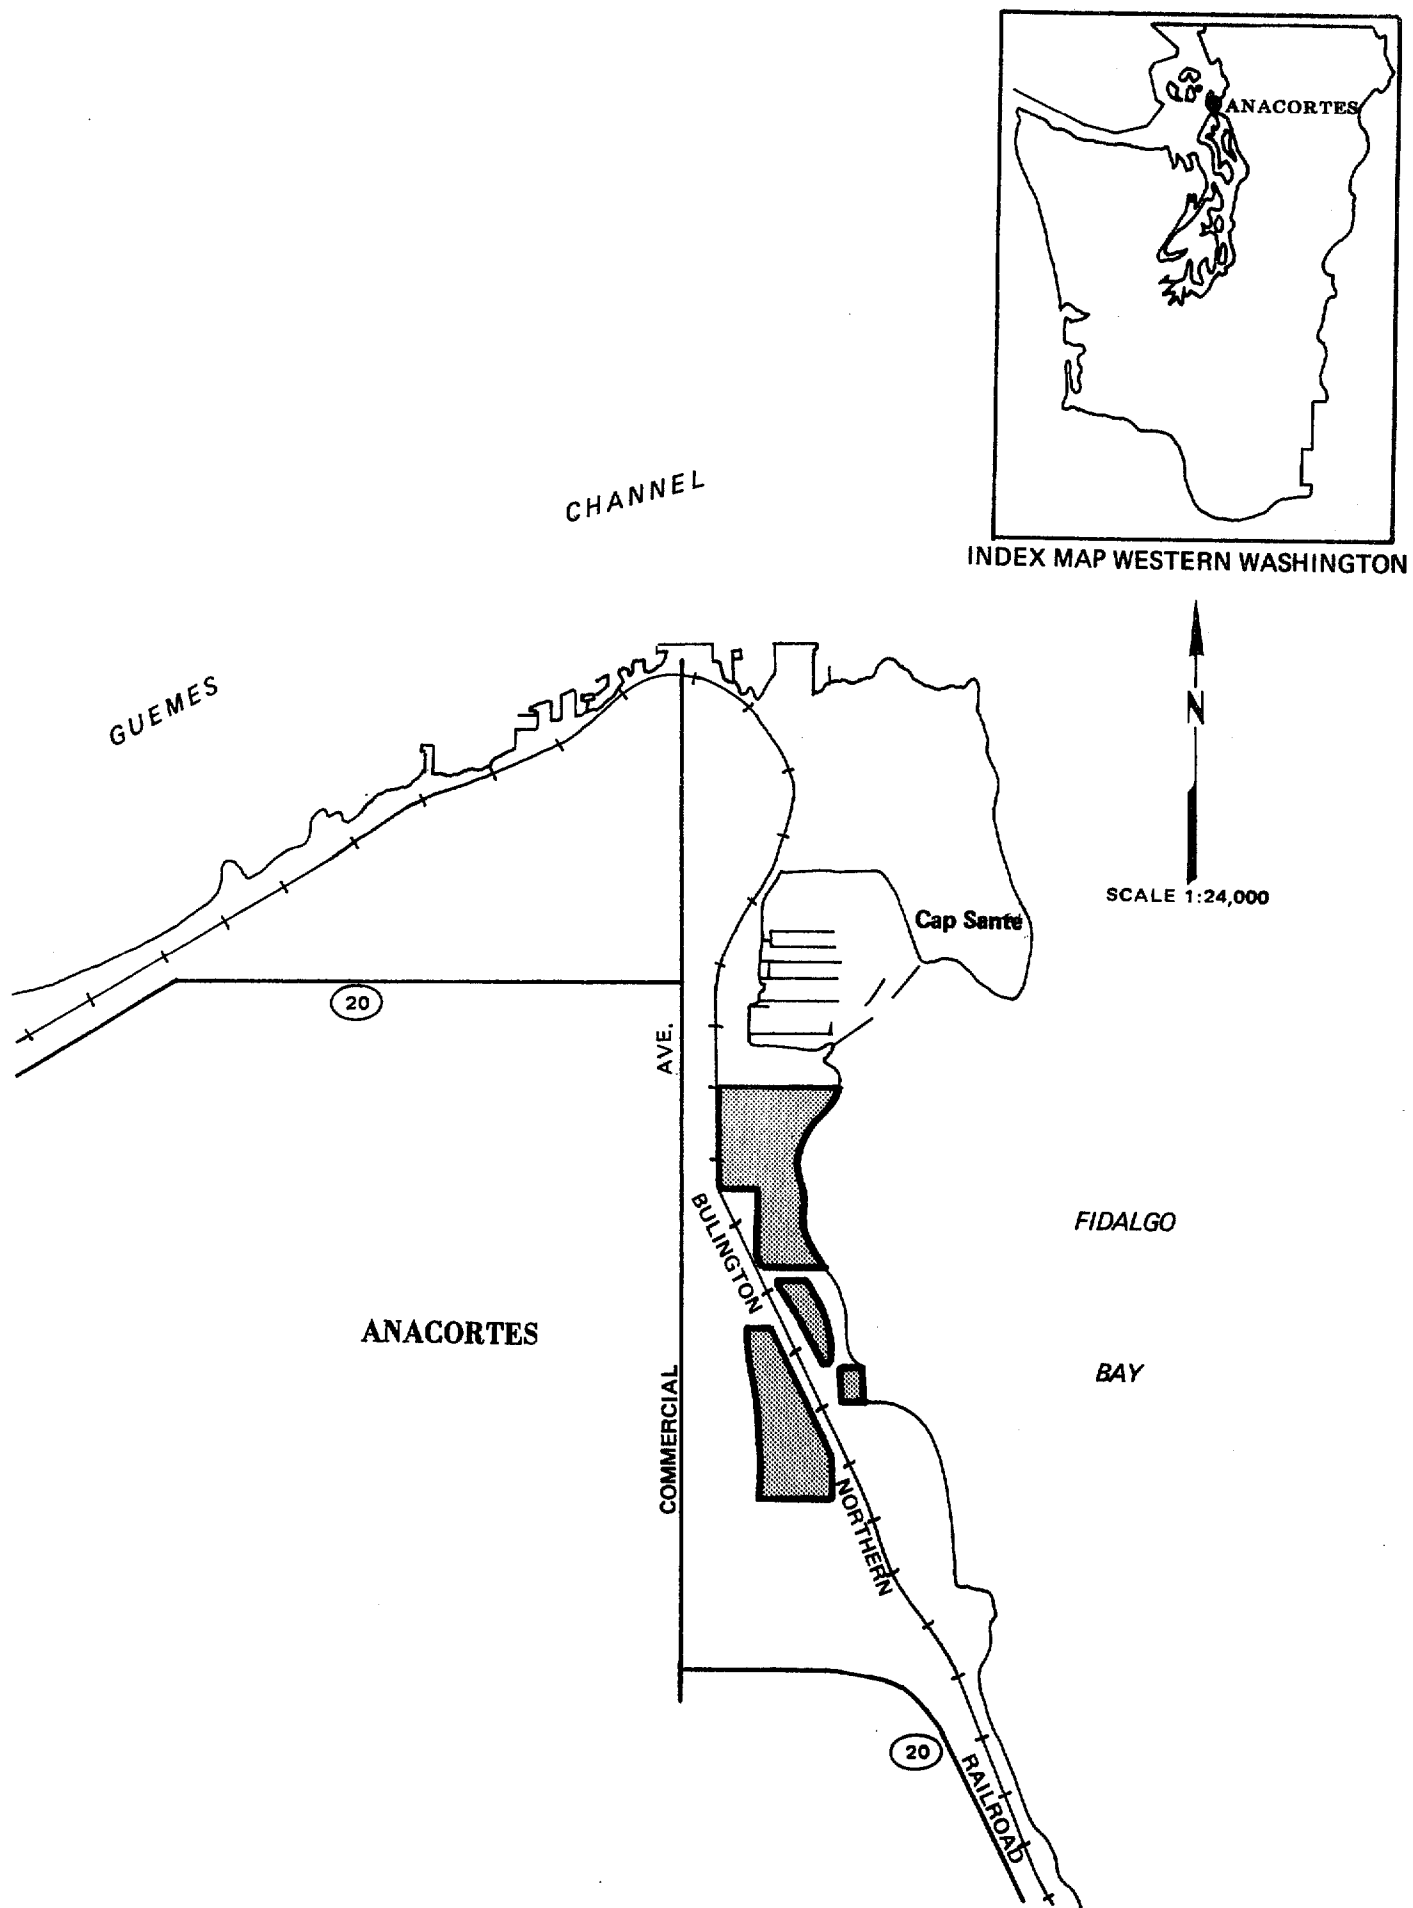 ANACORTES
INDEX MAP WESTERN WASHINGTON
CHANNEL
GUEMES
N
SCALE 1:24,000
Cap Sante
20
AVE.
BULINGTON
FIDALGO
ANACORTES
BAY
COMMERCIAL
NORTHERN
20
RAILROAD